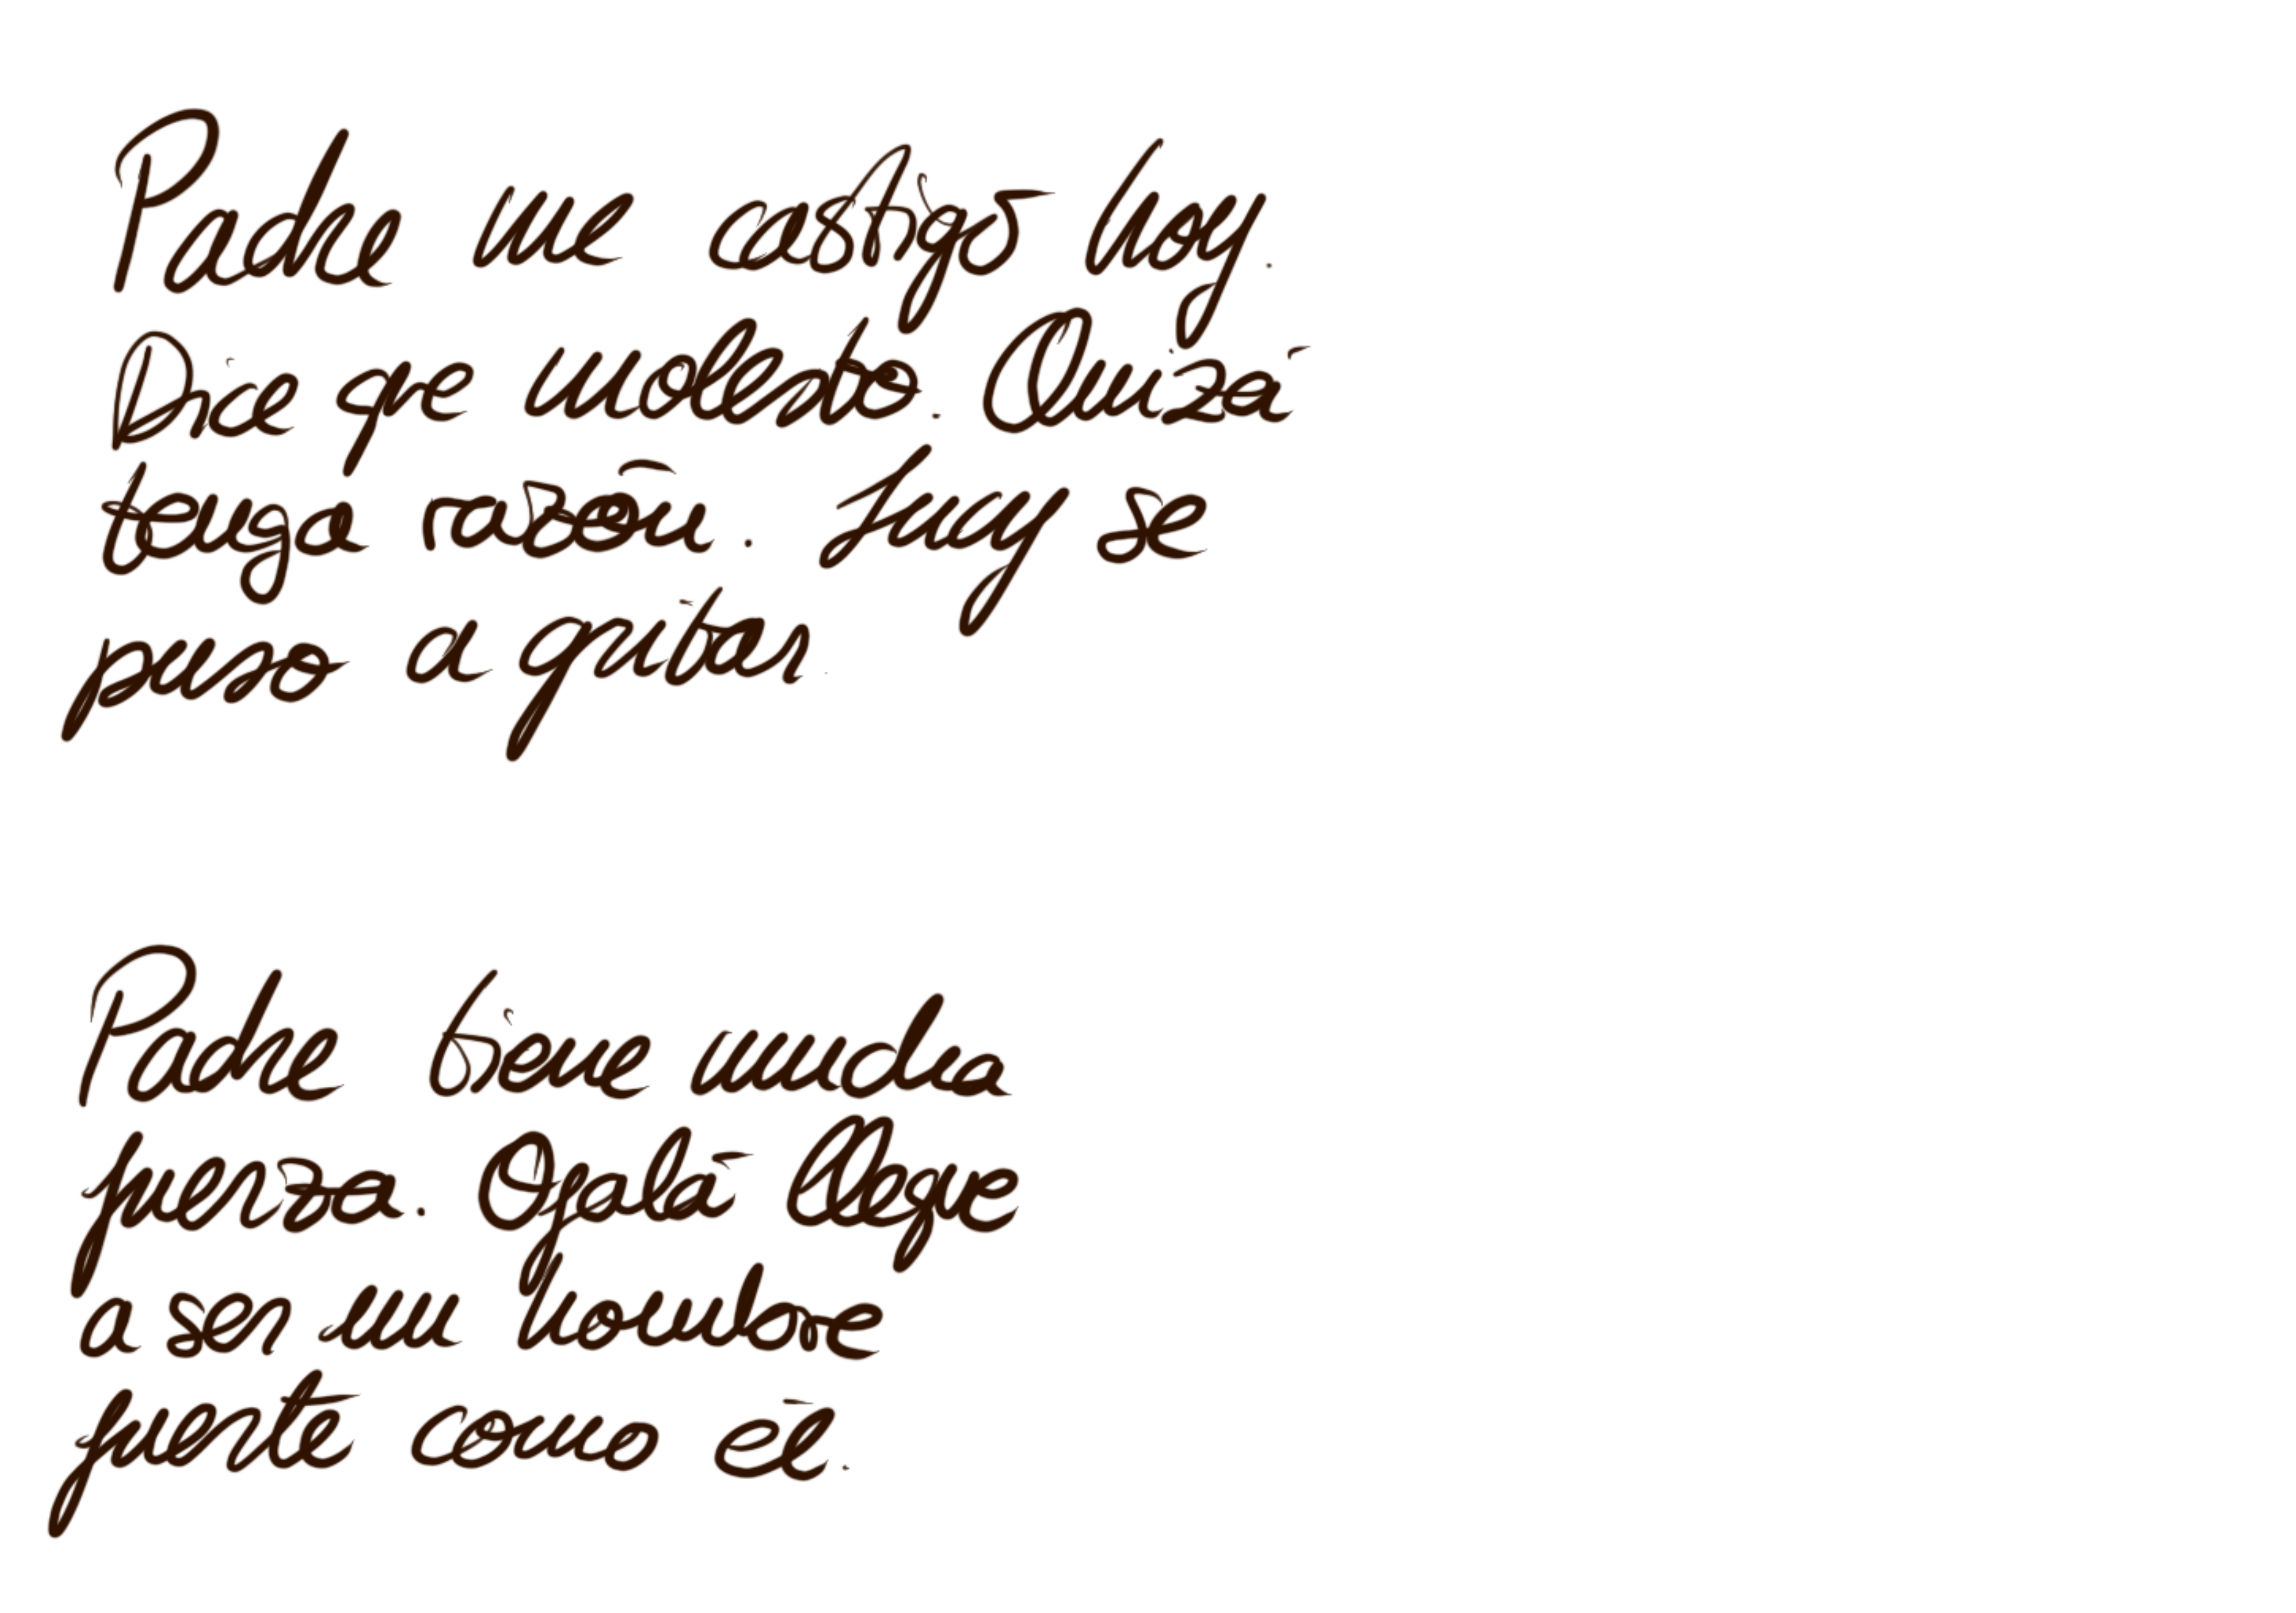 Padre me castigó hoy.
Dice que molesto. Quizá
tenga razón. Lucy se
puso a gritar.
Padre tiene mucha
fuerza. Ojalá llegue
a ser un hombre
fuerte como él.